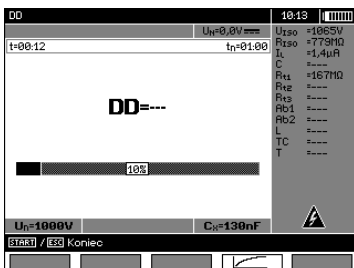 DD 10:13
UN=0,0V
t=00:12 tn=01:00
DD=---
10%
Un=1000V CX=130nF
UISO =1065V
RISO =779MΩ
IL =1,4µA
C =---
Rt1 =167MΩ
Rt2 =---
Rt3 =---
Ab1 =---
Ab2 =---
L =---
TC =---
T =---
START / ESC Koniec